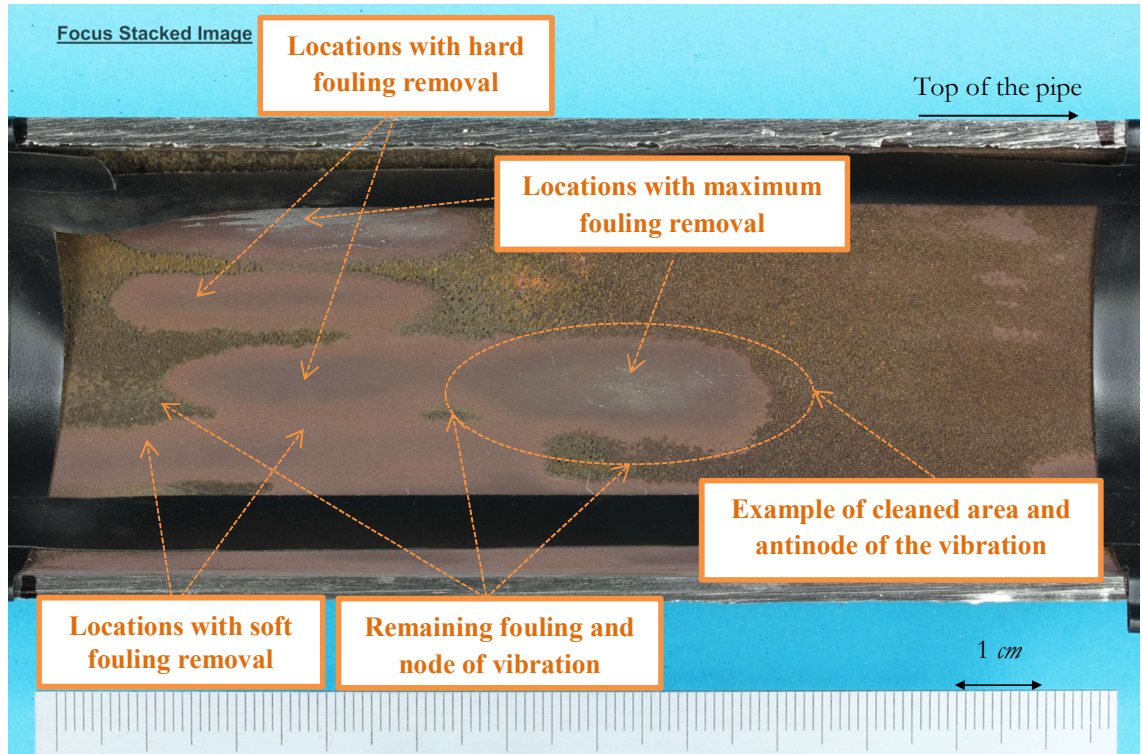 Focus Stacked Image
Locations with hard
fouling removal
Top of the pipe
Locations with maximum
fouling removal
Example of cleaned area and
antinode of the vibration
Locations with soft
fouling removal
Remaining fouling and
node of vibration
1 cm